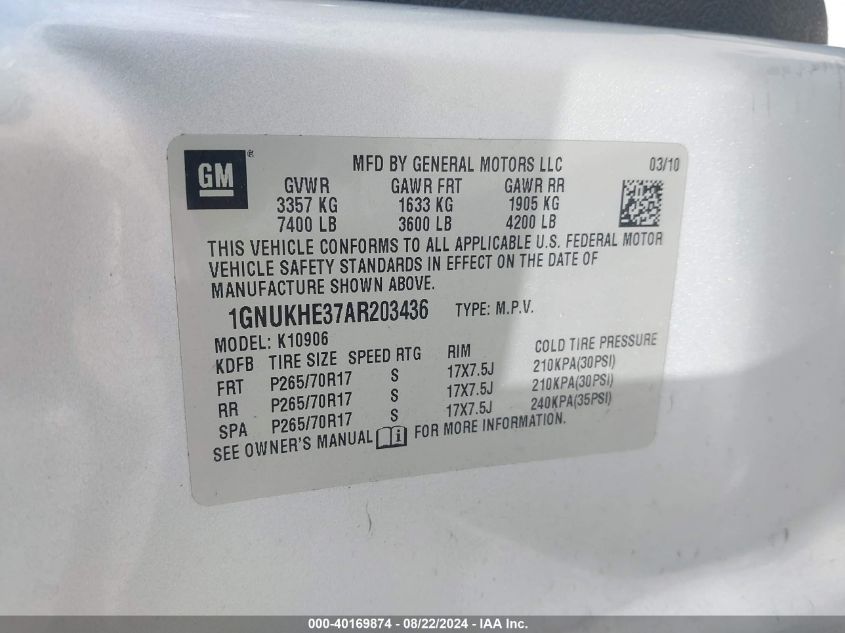 GM ® MFD BY GENERAL MOTORS LLC 03/10
GVWR GAWR FRT GAWR RR
3357 KG 1633 KG 1905 KG
7400 LB 3600 LB 4200 LB
THIS VEHICLE CONFORMS TO ALL APPLICABLE U.S. FEDERAL MOTOR
VEHICLE SAFETY STANDARDS IN EFFECT ON THE DATE OF
MANUFACTURE SHOWN ABOVE.
1GNUKHE37AR203436 TYPE: M.P.V.
MODEL: K10906
KDFB TIRE SIZE SPEED RTG RIM COLD TIRE PRESSURE
FRT P265/70R17 S 17X7.5J 210KPA(30PSI)
RR P265/70R17 S 17X7.5J 210KPA(30PSI)
SPA P265/70R17 S 17X7.5J 240KPA(35PSI)
SEE OWNER'S MANUAL i FOR MORE INFORMATION.
000-40169874 - 08/22/2024 - IAA Inc.